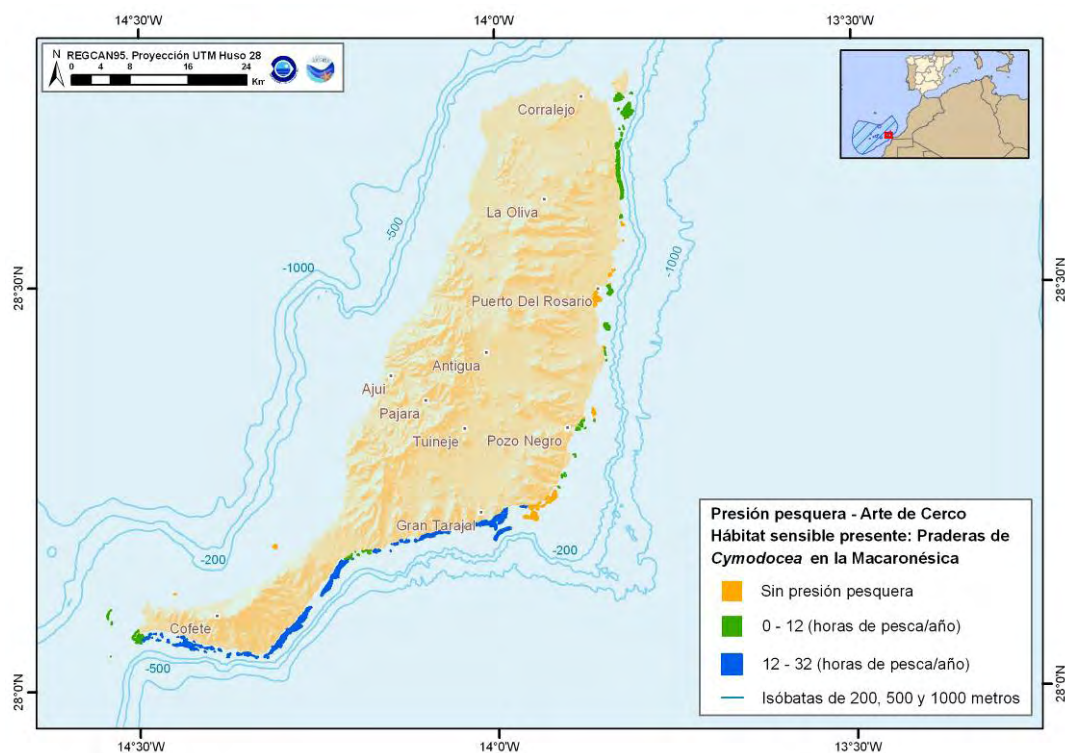 14°30'W 14°0'W 13°30'W
N REGCAN95. Proyección UTM Huso 28
0 4 8 16 24
Km
Corralejo
La Oliva
-500
-1000
-1000
28°30'N
28°30'N
Puerto Del Rosario
Antigua
Ajui
Pajara
Tuineje
Pozo Negro
Gran Tarajal
-200
-200
Cofete
-500
28°0'N
28°0'N
Presión pesquera - Arte de Cerco
Hábitat sensible presente: Praderas de
Cymodocea en la Macaronésica
Sin presión pesquera
0 - 12 (horas de pesca/año)
12 - 32 (horas de pesca/año)
Isóbatas de 200, 500 y 1000 metros
14°30'W 14°0'W 13°30'W